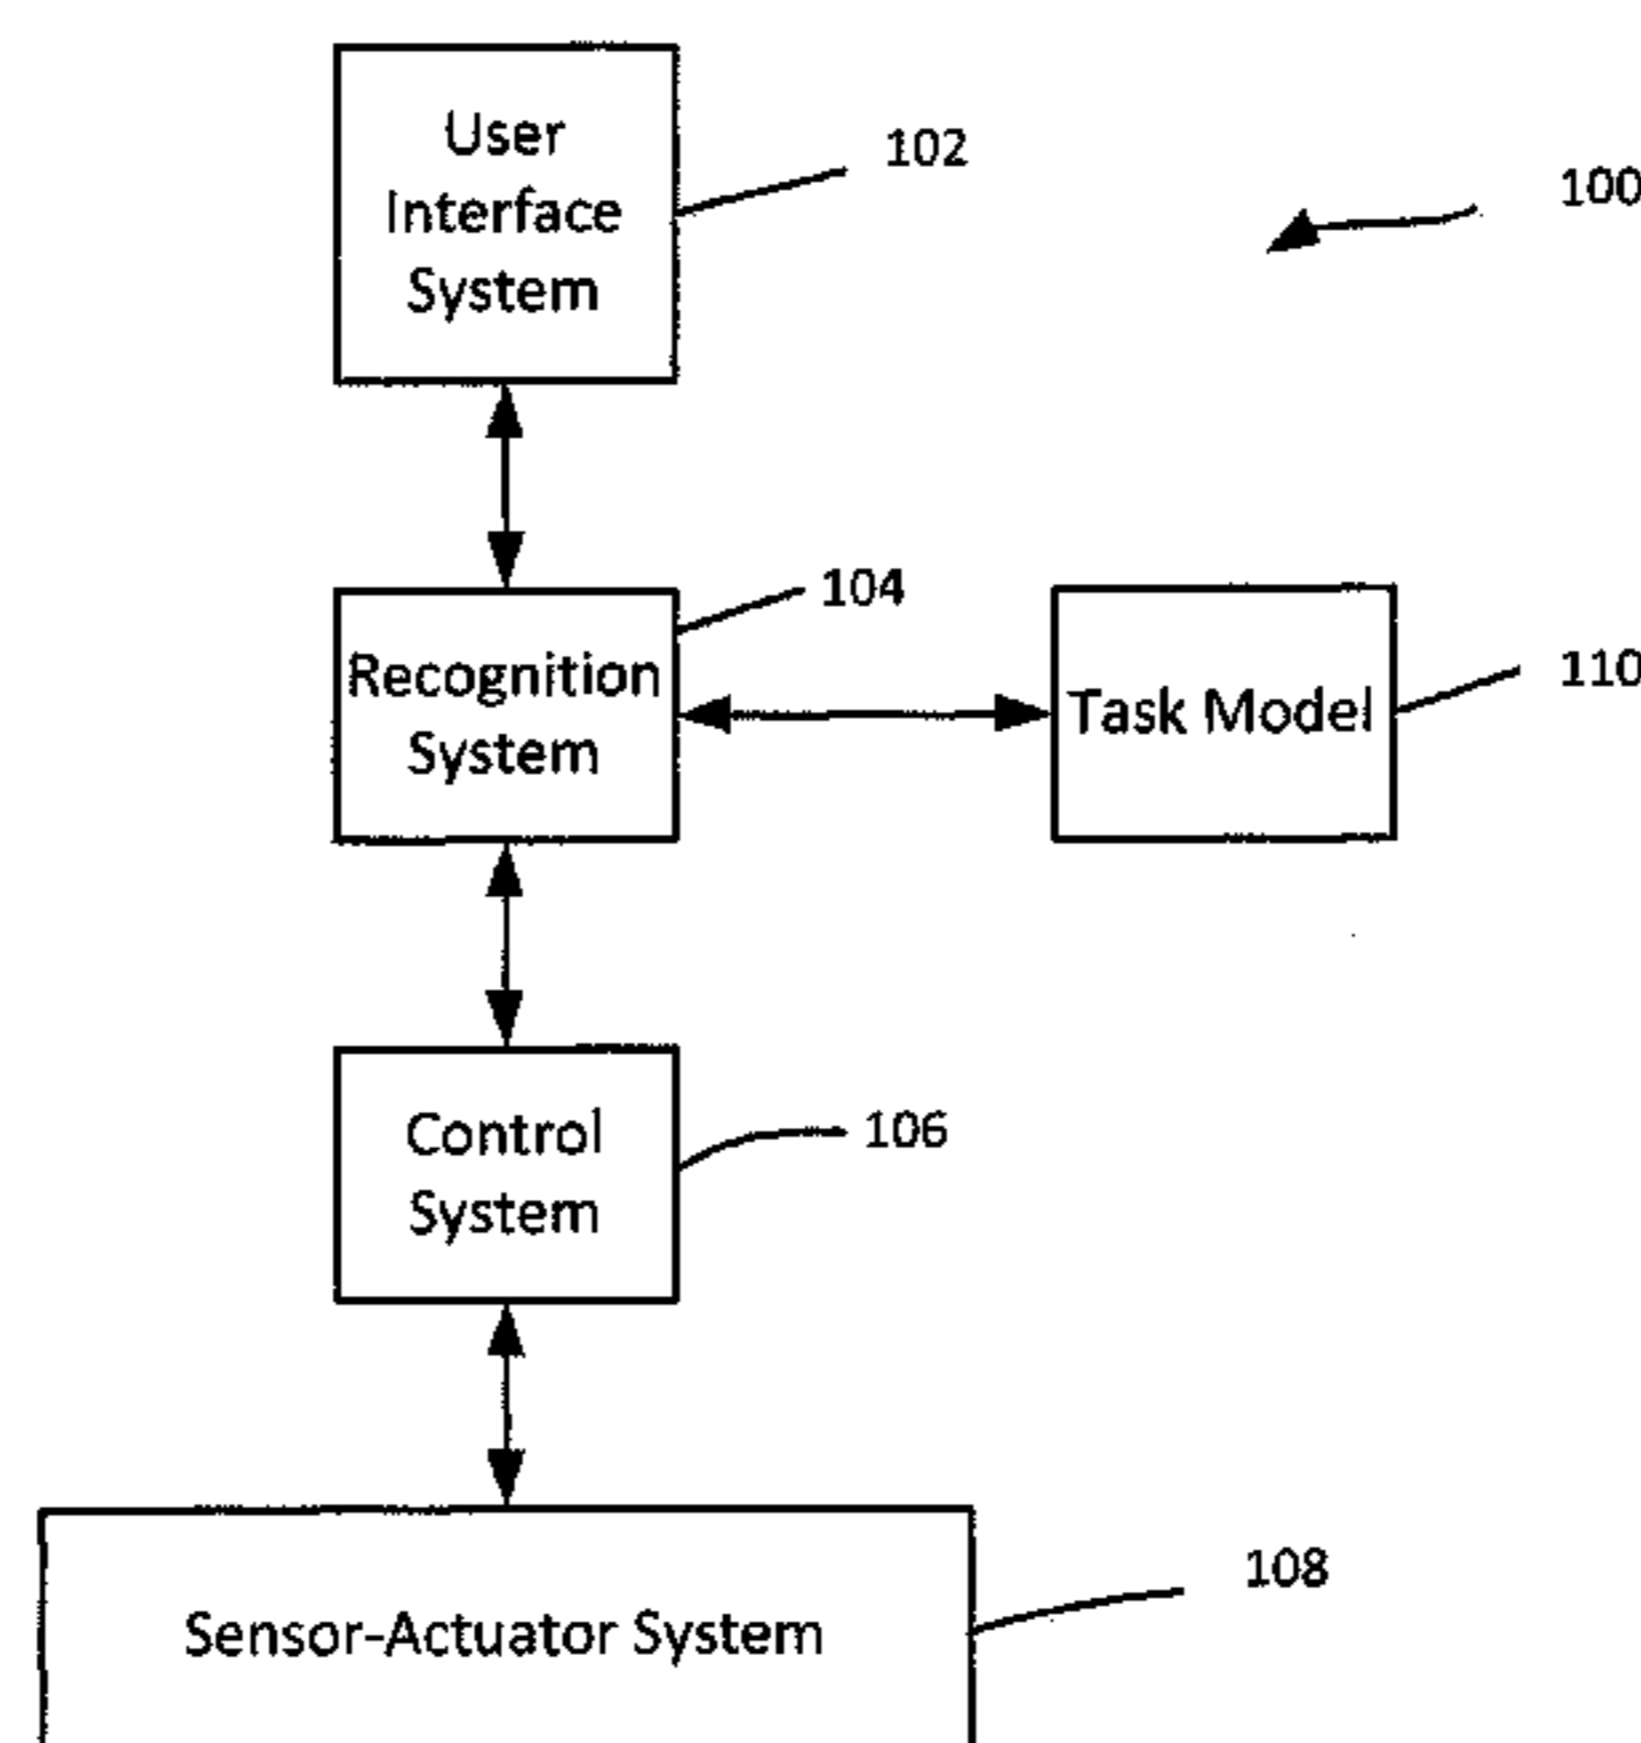 User
Interface
System
102
100
Recognition
System
104
Task Model
110
Control
System
106
Sensor-Actuator System
108